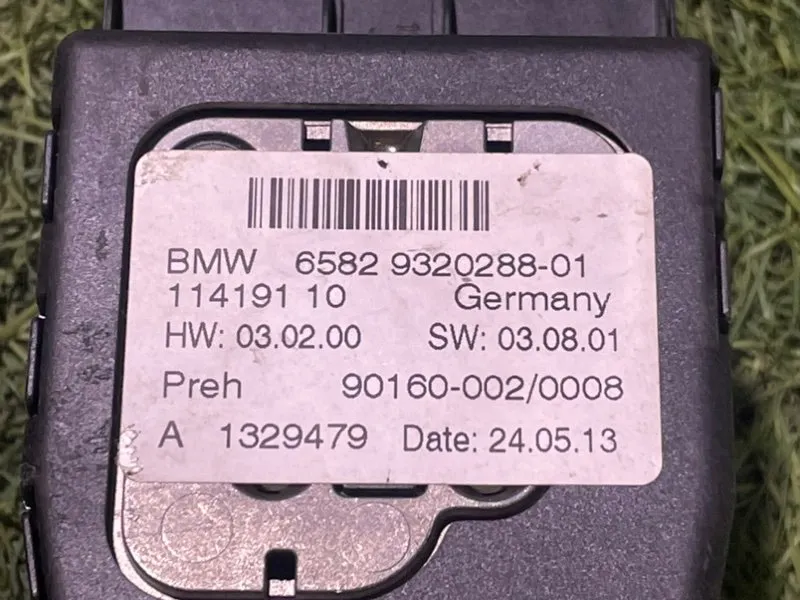 BMW 6582 9320288-01
114191 10 Germany
HW: 03.02.00 SW: 03.08.01
Preh 90160-002/0008
A 1329479 Date: 24.05.13